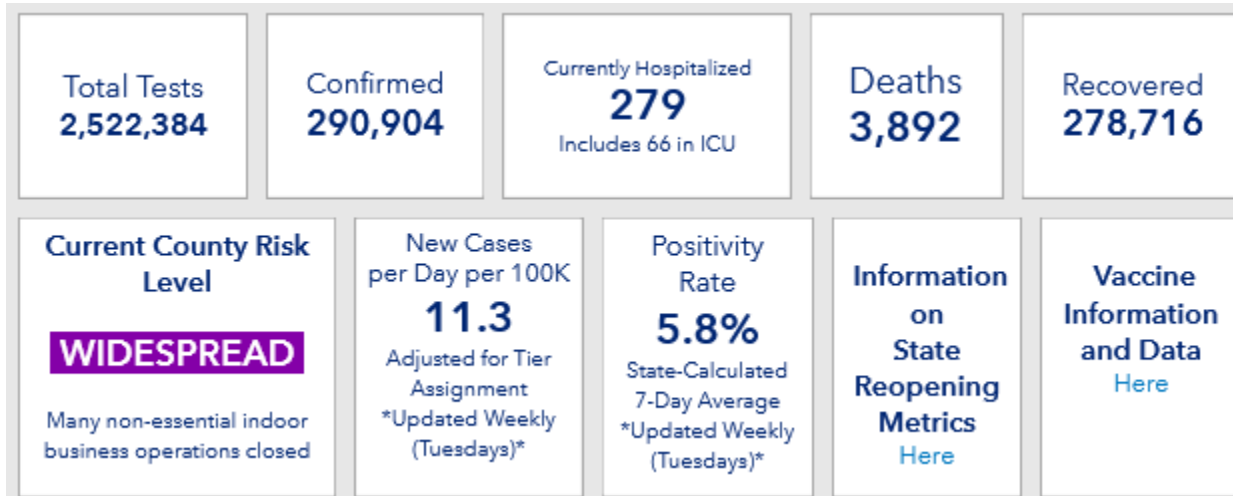 Total Tests
2,522,384
Confirmed
290,904
Currently Hospitalized
279
Includes 66 in ICU
Deaths
3,892
Recovered
278,716
Current County Risk
Level
WIDESPREAD
Many non-essential indoor
business operations closed
New Cases
per Day per 100K
11.3
Adjusted for Tier
Assignment
*Updated Weekly
(Tuesdays)*
Positivity
Rate
5.8%
State-Calculated
7-Day Average
*Updated Weekly
(Tuesdays)*
Information
on
State
Reopening
Metrics
Here
Vaccine
Information
and Data
Here